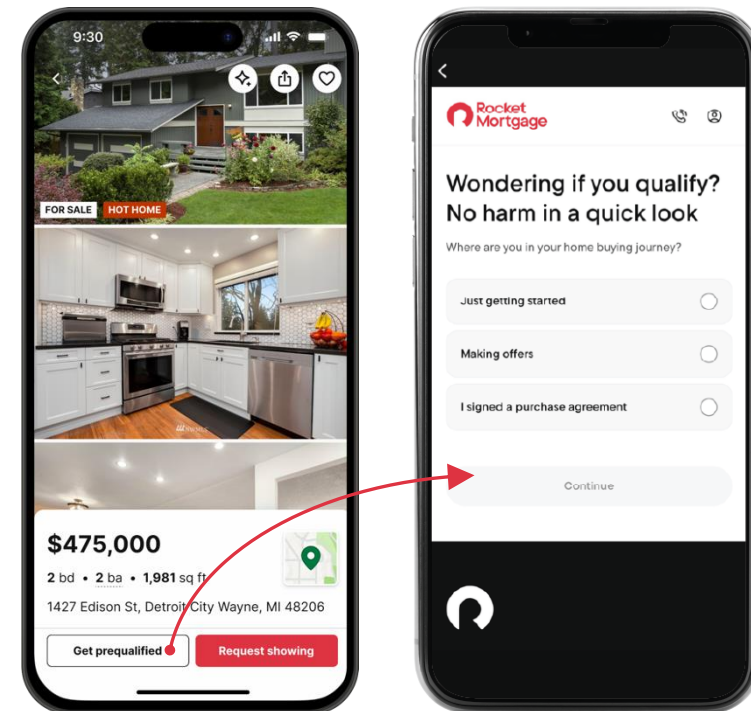 9:30
FOR SALE HOT HOME
$475,000
2 bd • 2 ba • 1,981 sq ft
1427 Edison St, Detroit City Wayne, MI 48206
Get prequalified Request showing
Rocket
Mortgage
Wondering if you qualify?
No harm in a quick look
Where are you in your home buying journey?
Just getting started
Making offers
I signed a purchase agreement
Continue